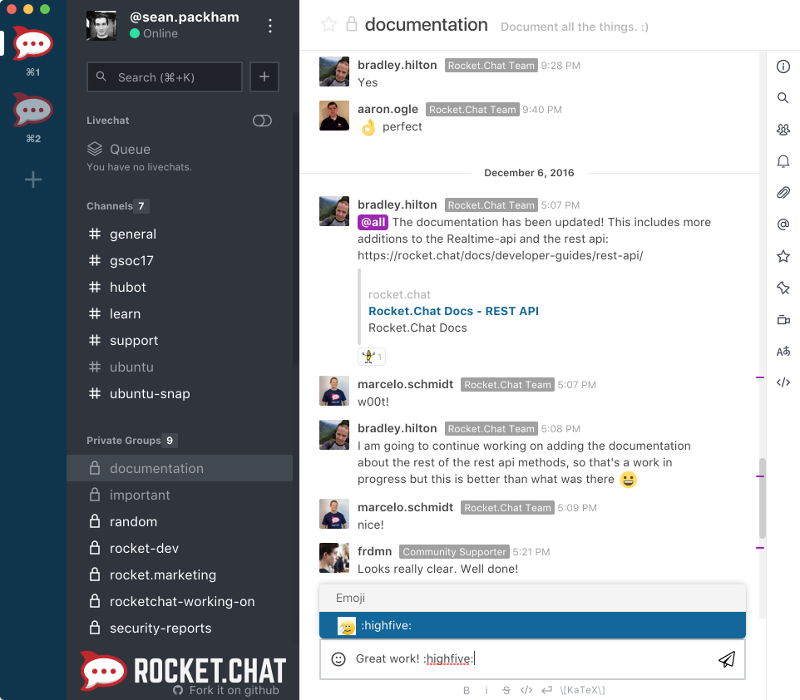 ⌘1
⌘2
@sean.packham
Online
Search (⌘+K)
Livechat
Queue
You have no livechats.
Channels 7
# general
# gsoc17
# hubot
# learn
# support
# ubuntu
# ubuntu-snap
Private Groups 9
documentation
important
random
rocket-dev
rocket.marketing
rocketchat-working-on
security-reports
ROCKET.CHAT
Fork it on github
documentation Document all the things. :)
bradley.hilton Rocket.Chat Team 9:28 PM
Yes
aaron.ogle Rocket.Chat Team 9:40 PM
👌 perfect
December 6, 2016
bradley.hilton Rocket.Chat Team 5:07 PM
@all The documentation has been updated! This includes more
additions to the Realtime-api and the rest api:
https://rocket.chat/docs/developer-guides/rest-api/
rocket.chat
Rocket.Chat Docs - REST API
Rocket.Chat Docs
1
marcelo.schmidt Rocket.Chat Team 5:07 PM
w00t!
bradley.hilton Rocket.Chat Team 5:08 PM
I am going to continue working on adding the documentation
about the rest of the rest api methods, so that's a work in
progress but this is better than what was there 😀
marcelo.schmidt Rocket.Chat Team 5:09 PM
nice!
frdmn Community Supporter 5:21 PM
Looks really clear. Well done!
Emoji
:highfive:
Great work! :highfive:
B i S </> ↵ \[KaTeX\]